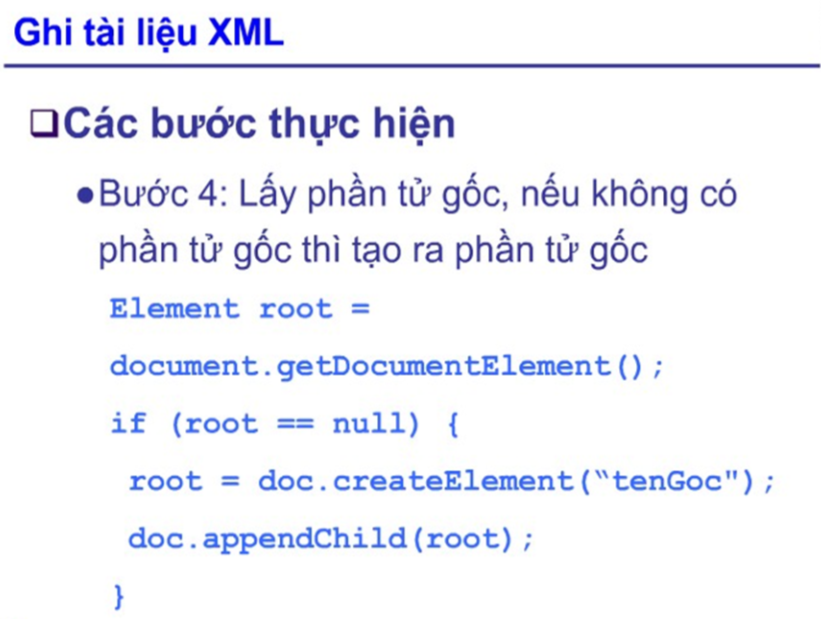 Ghi tài liệu XML
Các bước thực hiện
Bước 4: Lấy phần tử gốc, nếu không có
phần tử gốc thì tạo ra phần tử gốc
Element root =
document.getDocumentElement();
if (root == null) {
root = doc.createElement(“tenGoc");
doc.appendChild(root);
}